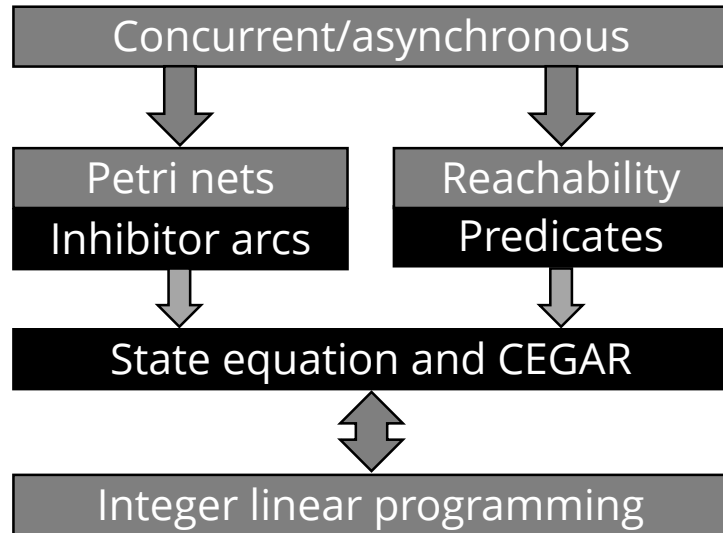 Concurrent/asynchronous
Petri nets
Inhibitor arcs
Reachability
Predicates
State equation and CEGAR
Integer linear programming